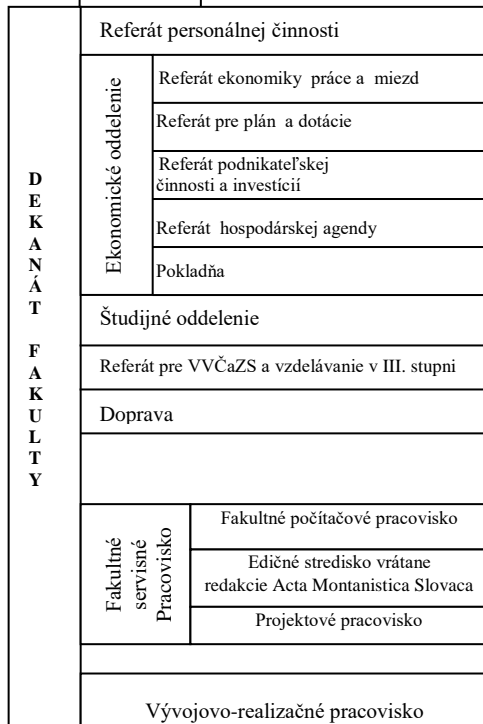 DEKANÁT FAKULTY
Referát personálnej činnosti
Ekonomické oddelenie
Referát ekonomiky práce a miezd
Referát pre plán a dotácie
Referát podnikateľskej
činnosti a investícií
Referát hospodárskej agendy
Pokladňa
Študijné oddelenie
Referát pre VVČaZS a vzdelávanie v III. stupni
Doprava
Fakultné
servisné
Pracovisko
Fakultné počítačové pracovisko
Edičné stredisko vrátane
redakcie Acta Montanistica Slovaca
Projektové pracovisko
Vývojovo-realizačné pracovisko